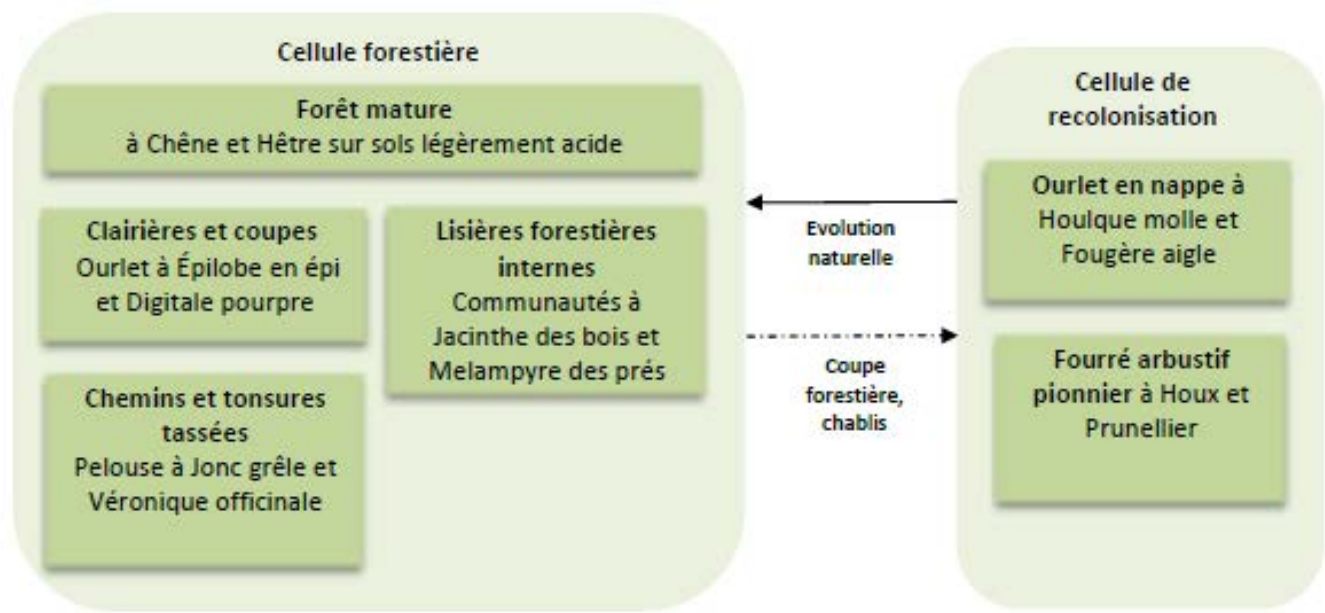 Cellule forestière
Forêt mature
à Chêne et Hêtre sur sols légèrement acide
Clairières et coupes
Ourlet à Épilobe en épi
et Digitale pourpre
Lisières forestières
internes
Communautés à
Jacinthe des bois et
Melampyre des prés
Chemins et tonsures
tassées
Pelouse à Jonc grêle et
Véronique officinale
Evolution
naturelle
Coupe
forestière,
chablis
Cellule de
recolonisation
Ourlet en nappe à
Houlque molle et
Fougère aigle
Fourré arbustif
pionnier à Houx et
Prunellier